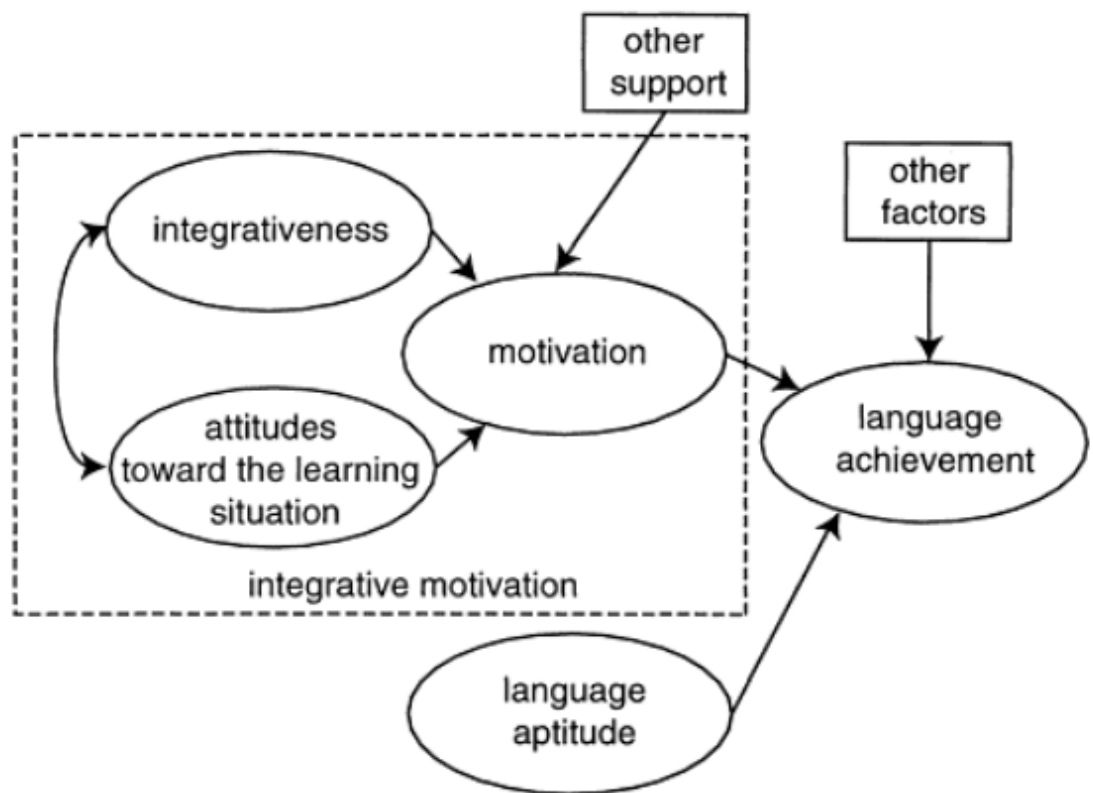 other
support
other
factors
integrativeness
motivation
attitudes
toward the learning
situation
language
achievement
integrative motivation
language
aptitude